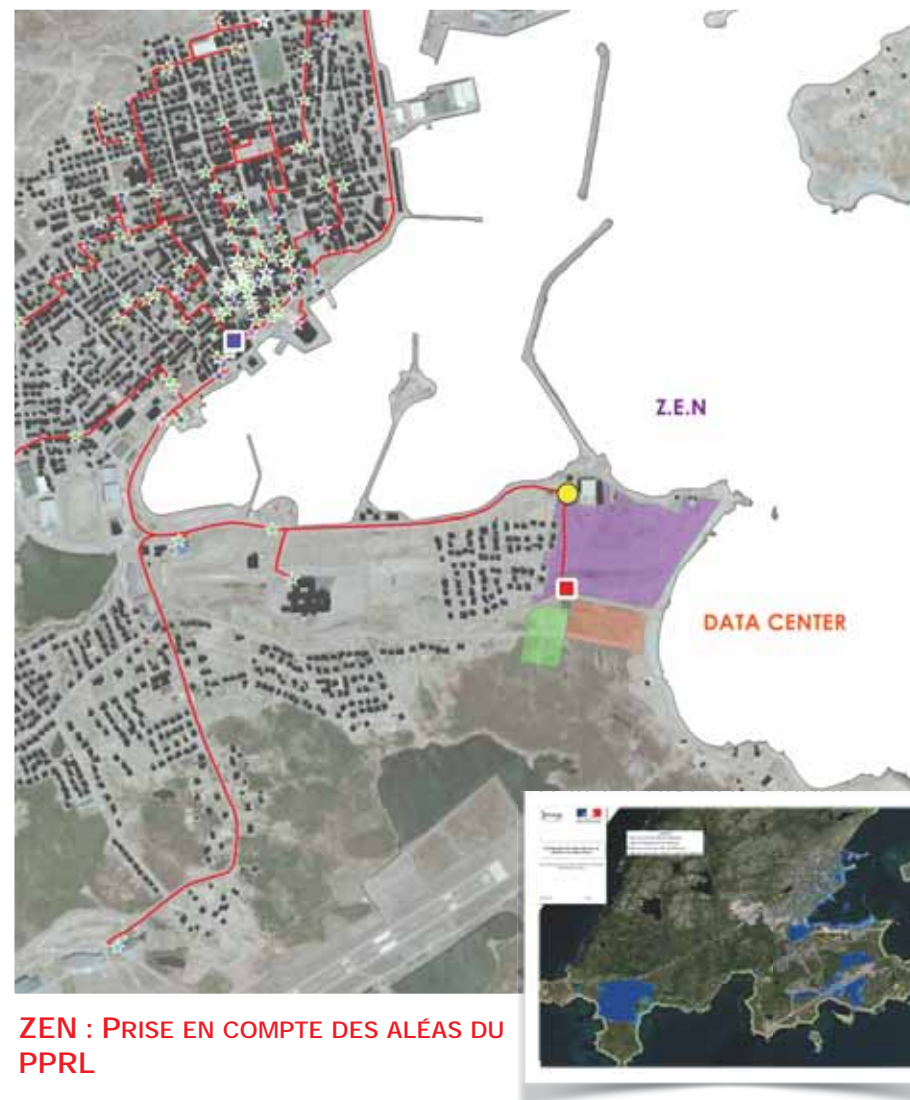 Z.E.N
DATA CENTER
ZEN : PRISE EN COMPTE DES ALÉAS DU
PPRL